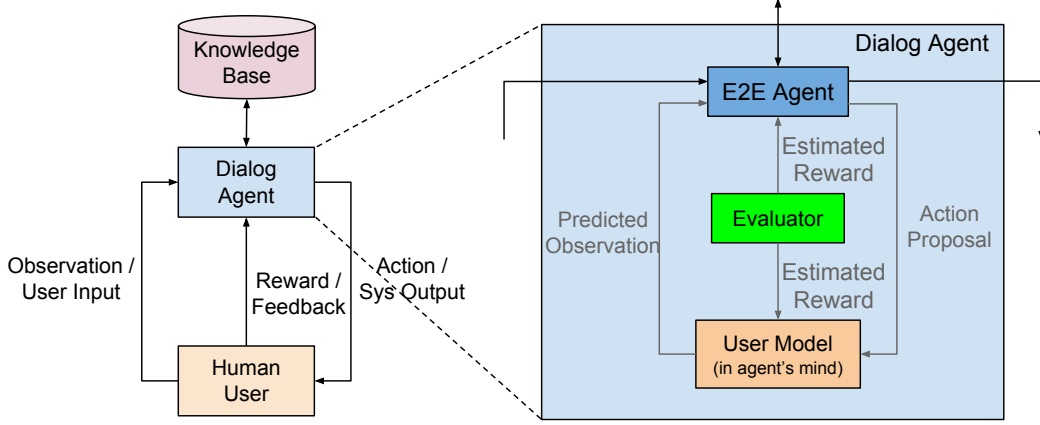 Knowledge
Base
Dialog
Agent
Observation /
User Input
Reward /
Feedback
Action /
Sys Output
Human
User
Dialog Agent
E2E Agent
Estimated
Reward
Evaluator
Predicted
Observation
Action
Proposal
Estimated
Reward
User Model
(in agent's mind)